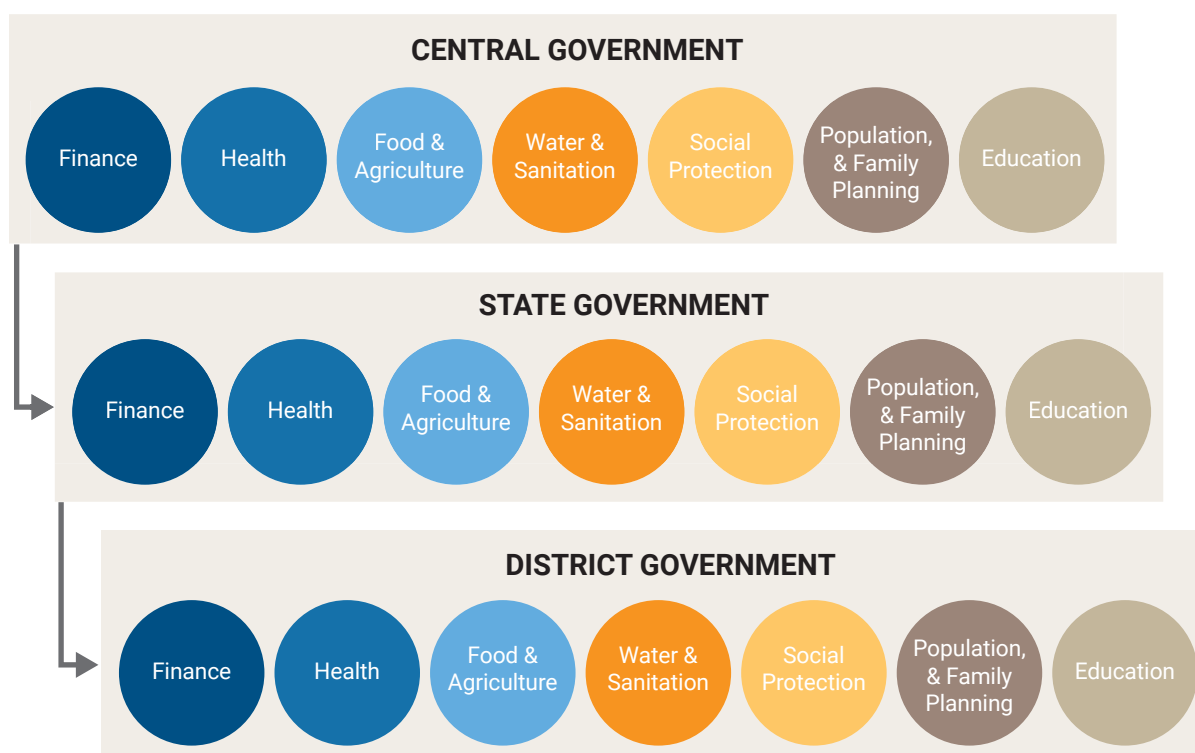 CENTRAL GOVERNMENT
Finance
Health
Food &
Agriculture
Water &
Sanitation
Social
Protection
Population,
& Family
Planning
Education
STATE GOVERNMENT
Finance
Health
Food &
Agriculture
Water &
Sanitation
Social
Protection
Population,
& Family
Planning
Education
DISTRICT GOVERNMENT
Finance
Health
Food &
Agriculture
Water &
Sanitation
Social
Protection
Population,
& Family
Planning
Education